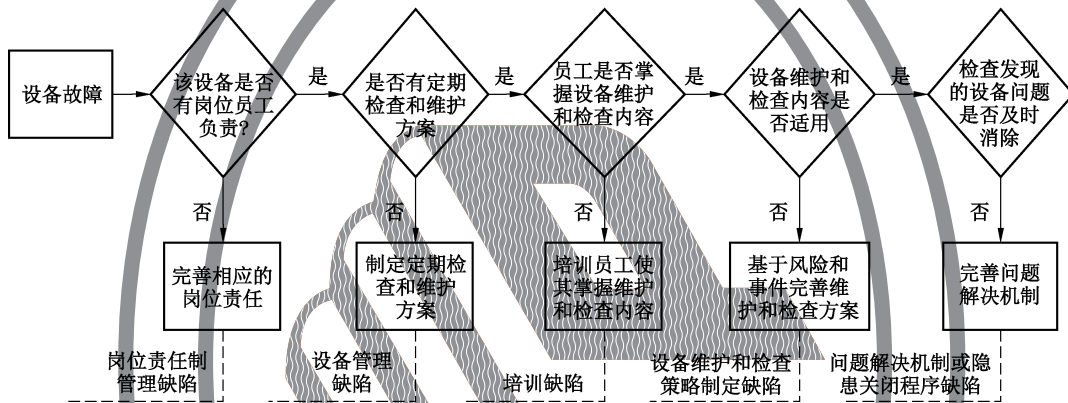 设备故障
该设备是否
有岗位员工
负责?
是
是否有定期
检查和维护
方案
是
员工是否掌
握设备维护
和检查内容
是
设备维护和
检查内容是
否适用
是
检查发现
的设备问题
是否及时
消除
否
否
否
否
否
完善相应的
岗位责任
制定定期检
查和维护
方案
培训员工使
其掌握维护
和检查内容
基于风险和
事件完善维
护和检查方案
完善问题
解决机制
岗位责任制
管理缺陷
设备管理
缺陷
培训缺陷
设备维护和检查
策略制定缺陷
问题解决机制或隐
患关闭程序缺陷